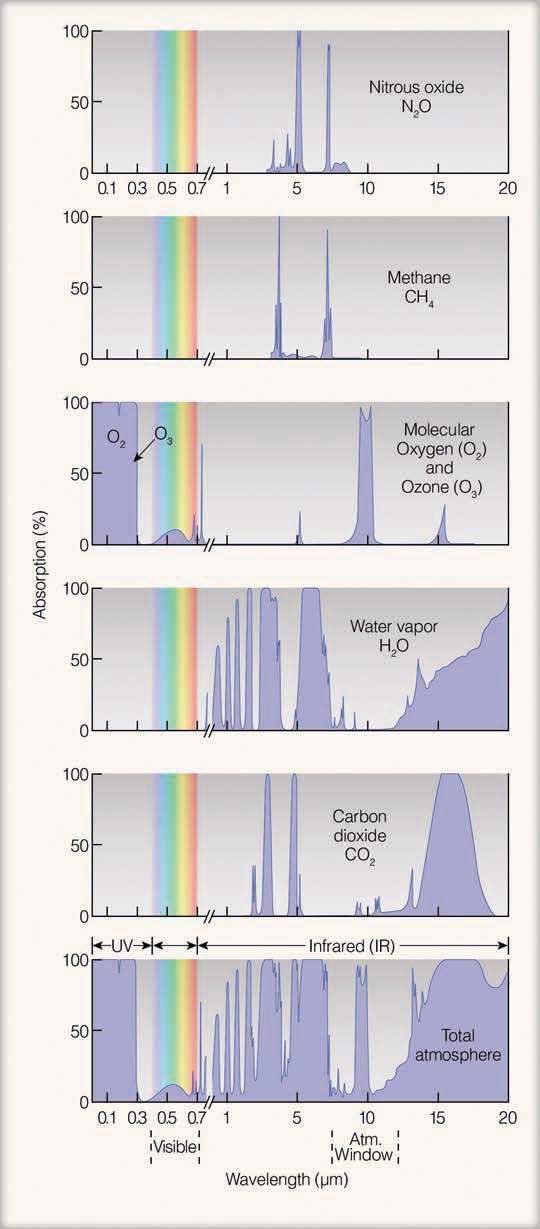 Absorption (%)
100
50
0
Nitrous oxide
N₂O
0.1 0.3 0.5 0.7 1 5 10 15 20
100
50
0
Methane
CH₄
100
50
0
O₂
O₃
Molecular
Oxygen (O₂)
and
Ozone (O₃)
100
50
0
Water vapor
H₂O
100
50
0
Carbon
dioxide
CO₂
UV
Infrared (IR)
100
50
0
Total
atmosphere
0.1 0.3 0.5 0.7 1 5 10 15 20
Visible
Atm.
Window
Wavelength (µm)